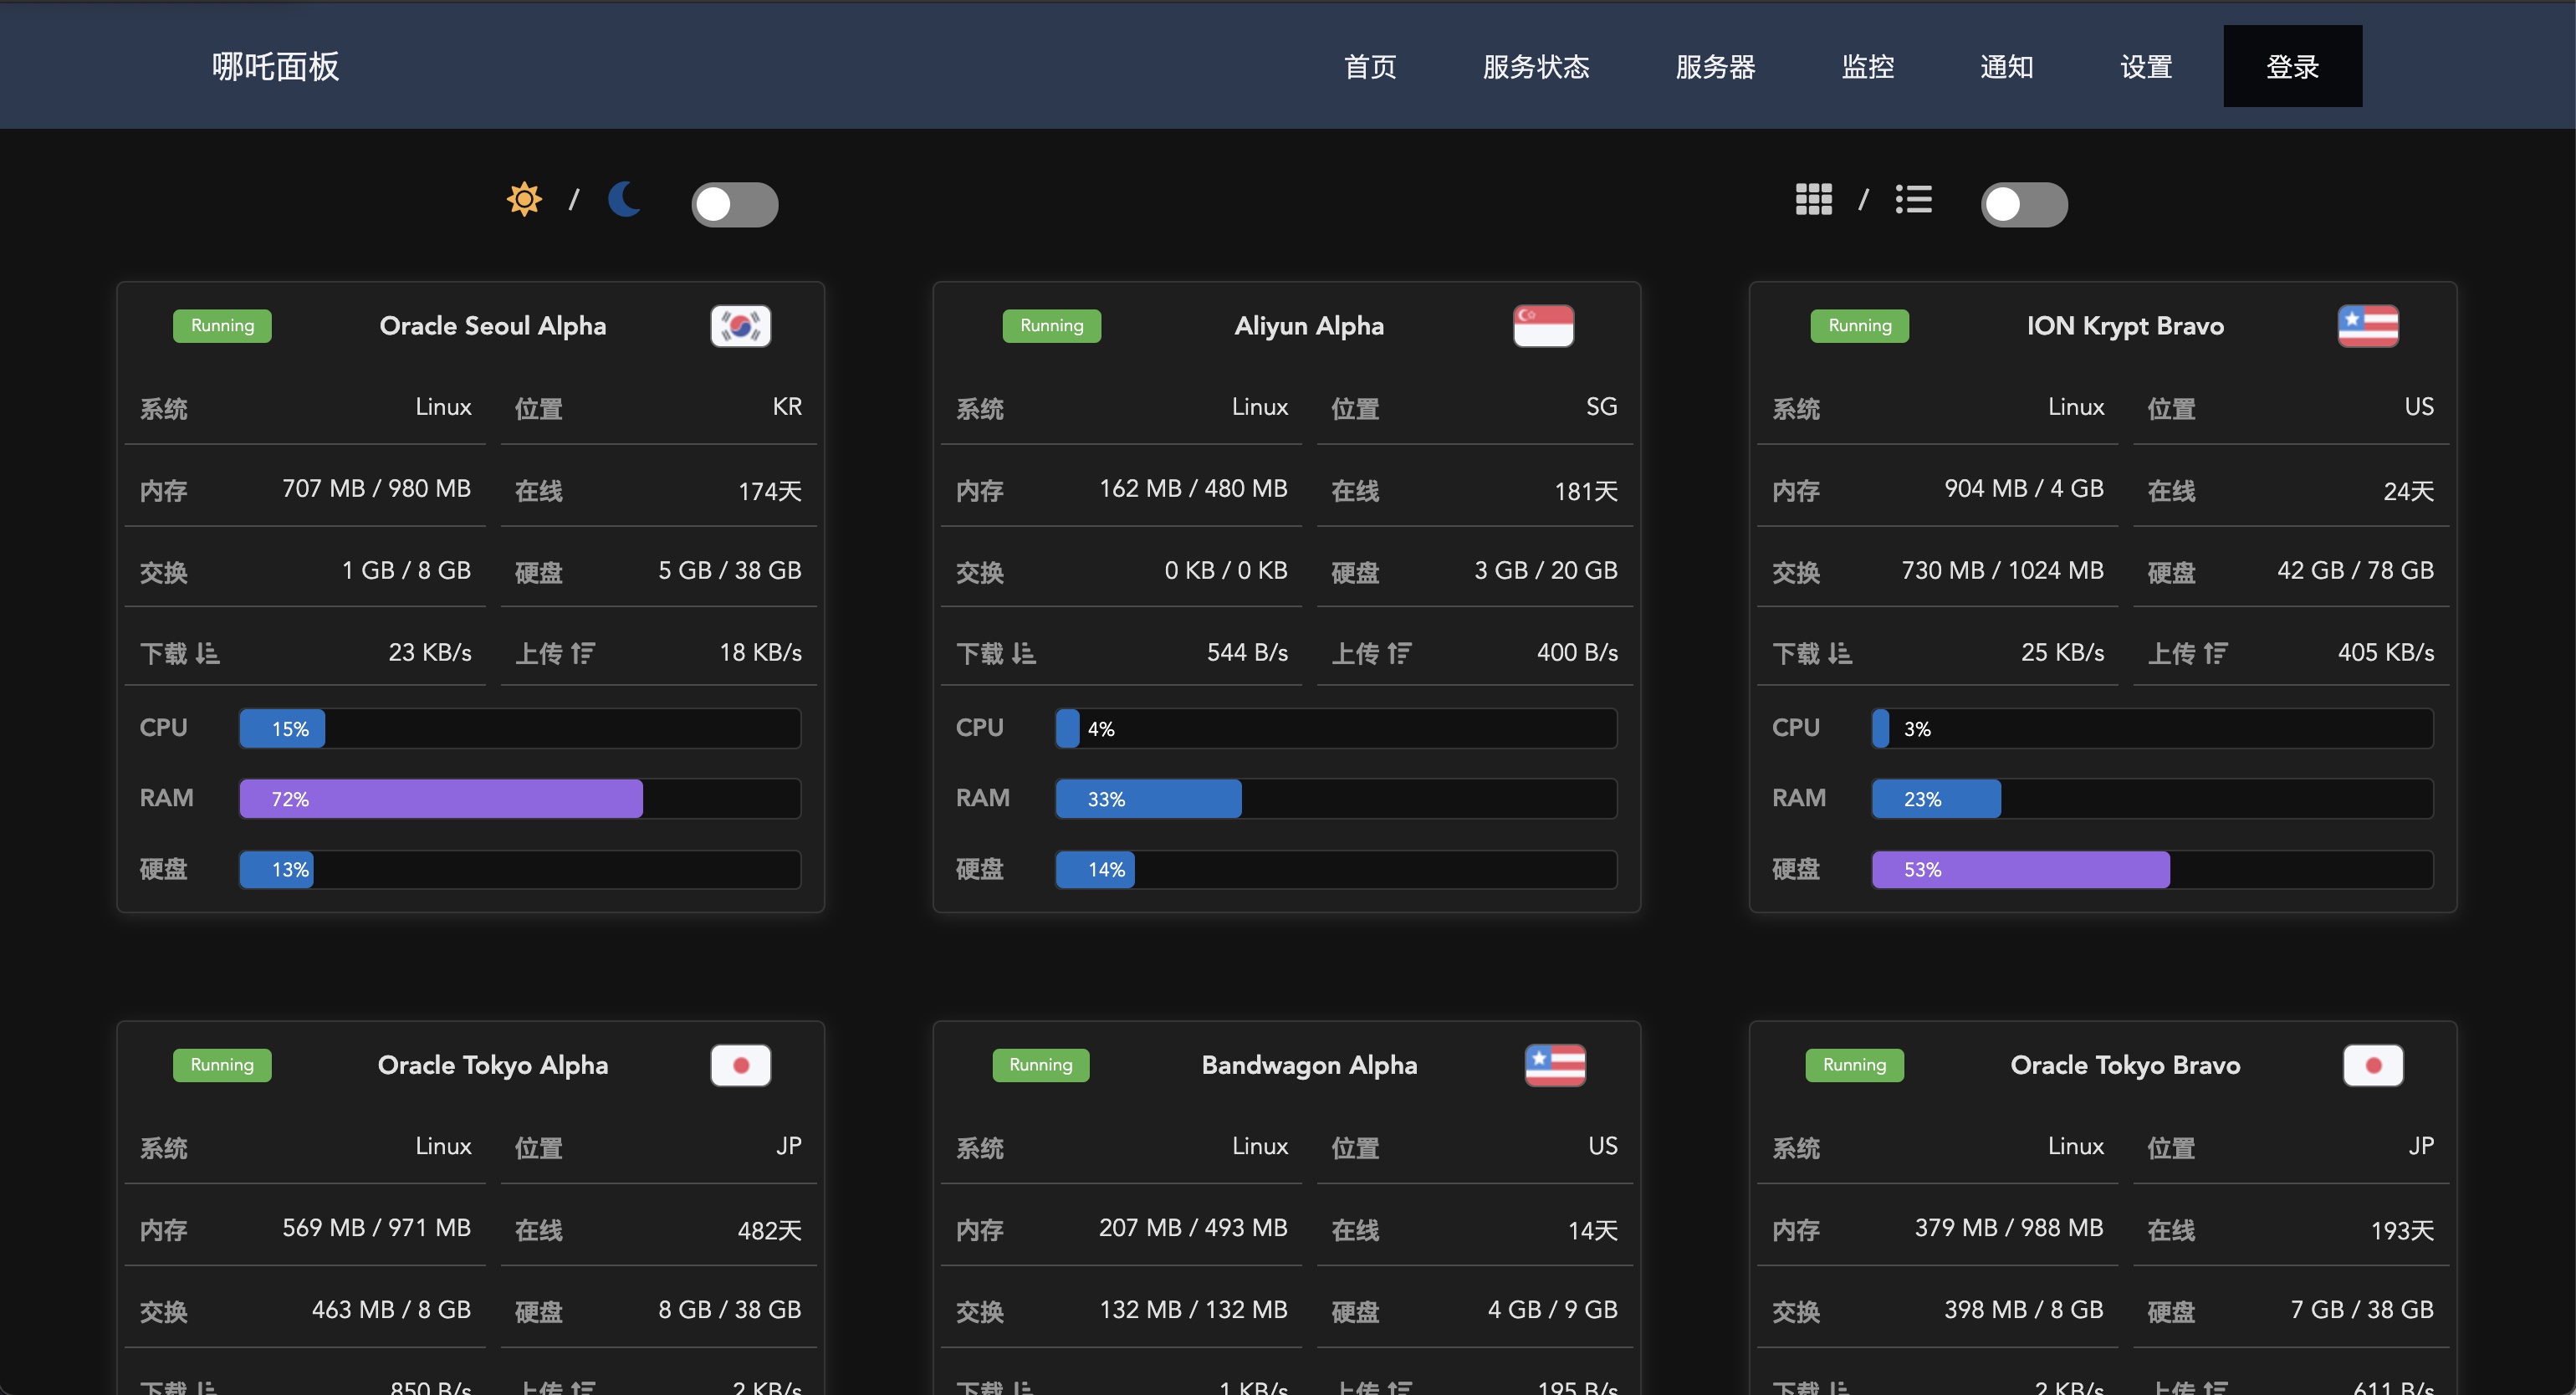 哪吒面板 首页 服务状态 服务器 监控 通知 设置 登录
/ /
Running Oracle Seoul Alpha
系统 Linux 位置 KR
内存 707 MB / 980 MB 在线 174天
交换 1 GB / 8 GB 硬盘 5 GB / 38 GB
下载 23 KB/s 上传 18 KB/s
CPU 15%
RAM 72%
硬盘 13%
Running Aliyun Alpha
系统 Linux 位置 SG
内存 162 MB / 480 MB 在线 181天
交换 0 KB / 0 KB 硬盘 3 GB / 20 GB
下载 544 B/s 上传 400 B/s
CPU 4%
RAM 33%
硬盘 14%
Running ION Krypt Bravo
系统 Linux 位置 US
内存 904 MB / 4 GB 在线 24天
交换 730 MB / 1024 MB 硬盘 42 GB / 78 GB
下载 25 KB/s 上传 405 KB/s
CPU 3%
RAM 23%
硬盘 53%
Running Oracle Tokyo Alpha
系统 Linux 位置 JP
内存 569 MB / 971 MB 在线 482天
交换 463 MB / 8 GB 硬盘 8 GB / 38 GB
下载 850 B/s 上传 2 KB/s
Running Bandwagon Alpha
系统 Linux 位置 US
内存 207 MB / 493 MB 在线 14天
交换 132 MB / 132 MB 硬盘 4 GB / 9 GB
下载 1 KB/s 上传 195 B/s
Running Oracle Tokyo Bravo
系统 Linux 位置 JP
内存 379 MB / 988 MB 在线 193天
交换 398 MB / 8 GB 硬盘 7 GB / 38 GB
下载 2 KB/s 上传 611 B/s